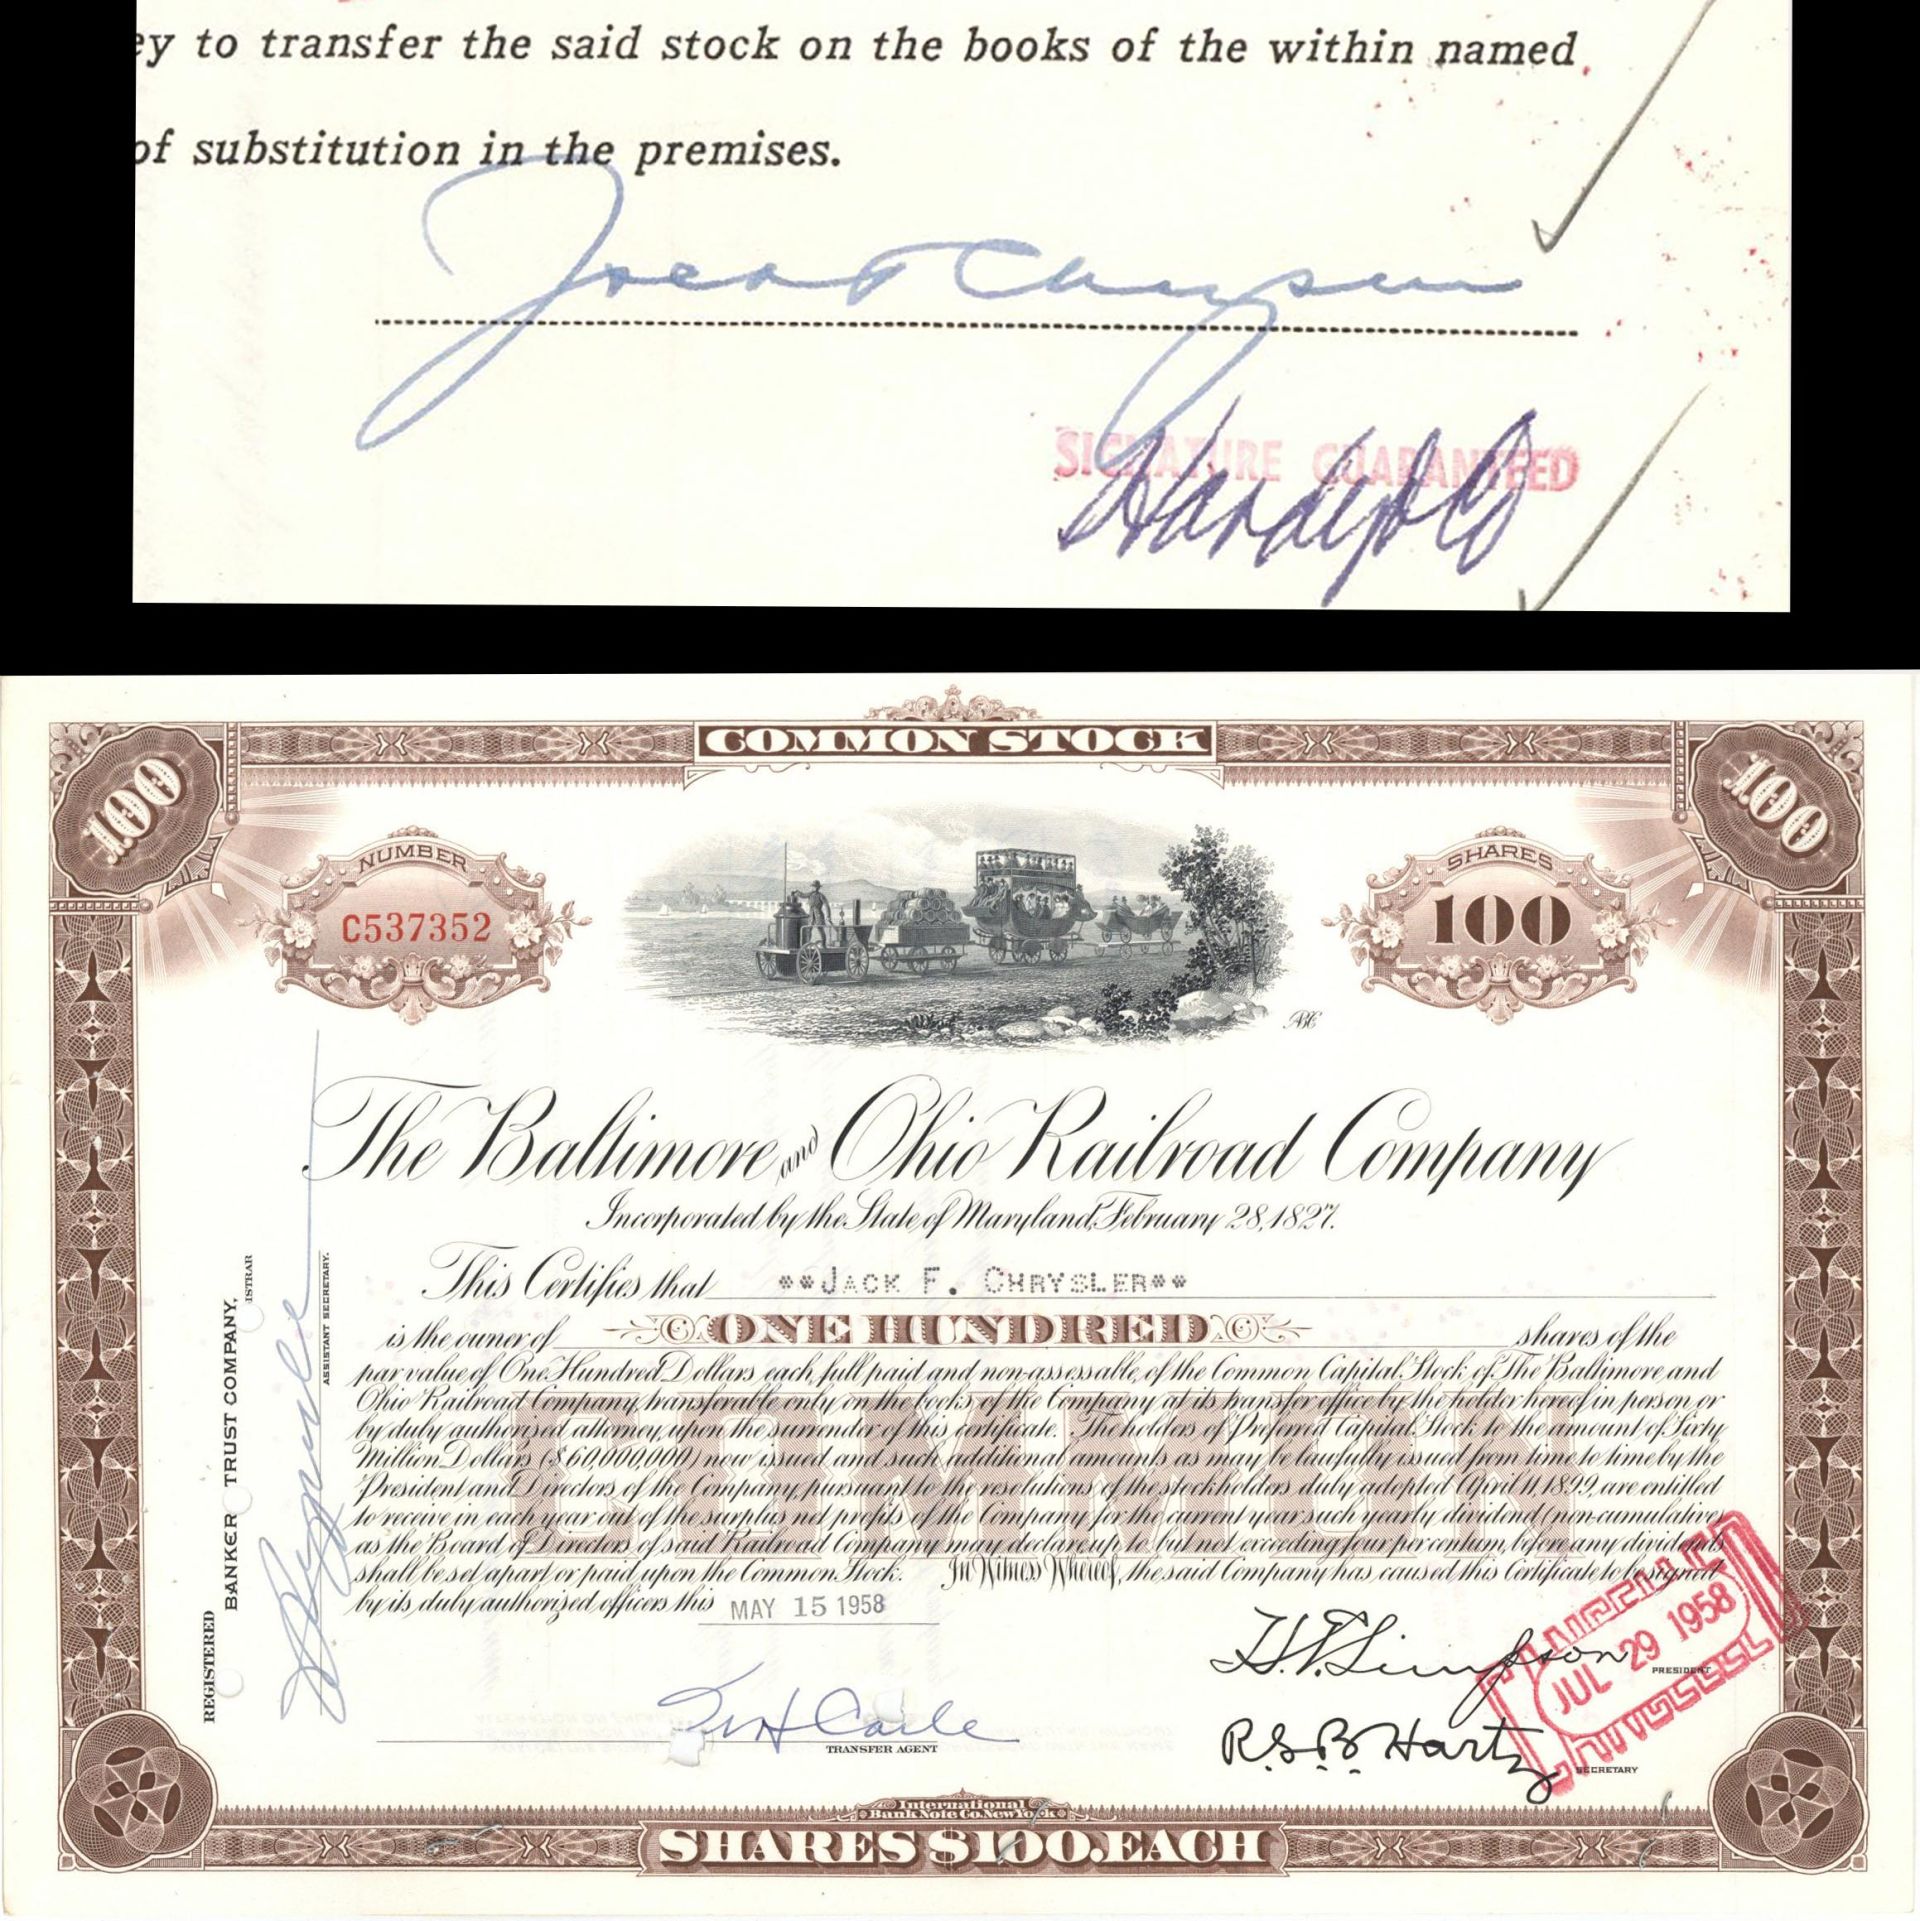 ey to transfer the said stock on the books of the within named
of substitution in the premises.
Jack F Chrysler
SIGNATURE GUARANTEED
COMMON STOCK
100
100
NUMBER
C537352
SHARES
100
ABC
The Baltimore and Ohio Railroad Company
Incorporated by the State of Maryland, February 28, 1827.
This Certifies that **JACK F. CHRYSLER**
is the owner of ONE HUNDRED shares of the
par value of One Hundred Dollars each, full paid and non-assessable, of the Common Capital Stock of The Baltimore and
Ohio Railroad Company, transferable only on the books of the Company at its transfer office by the holder hereof in person or
by duly authorized attorney, upon the surrender of this certificate. The holders of Preferred Capital Stock to the amount of Sixty
Million Dollars ($60,000,000) now issued and such additional amounts as may be lawfully issued from time to time by the
President and Directors of the Company, pursuant to the resolutions of the stockholders duly adopted April 11, 1899, are entitled
to receive in each year out of the surplus net profits of the Company for the current year such yearly dividend (non-cumulative)
as the Board of Directors of said Railroad Company may declare up to but not exceeding four per centum, before any dividends
shall be set apart or paid upon the Common Stock. In Witness Whereof, the said Company has caused this Certificate to be signed
by its duly authorized officers this MAY 15 1958
COMMON
REGISTERED
BANKER TRUST COMPANY,
ISTRAR
ASSISTANT SECRETARY.
TRANSFER AGENT
H. E. Simpson
PRESIDENT
R. G. B. Hartz
SECRETARY
JUL 29 1958
International
Bank Note Co. New York
SHARES $100. EACH